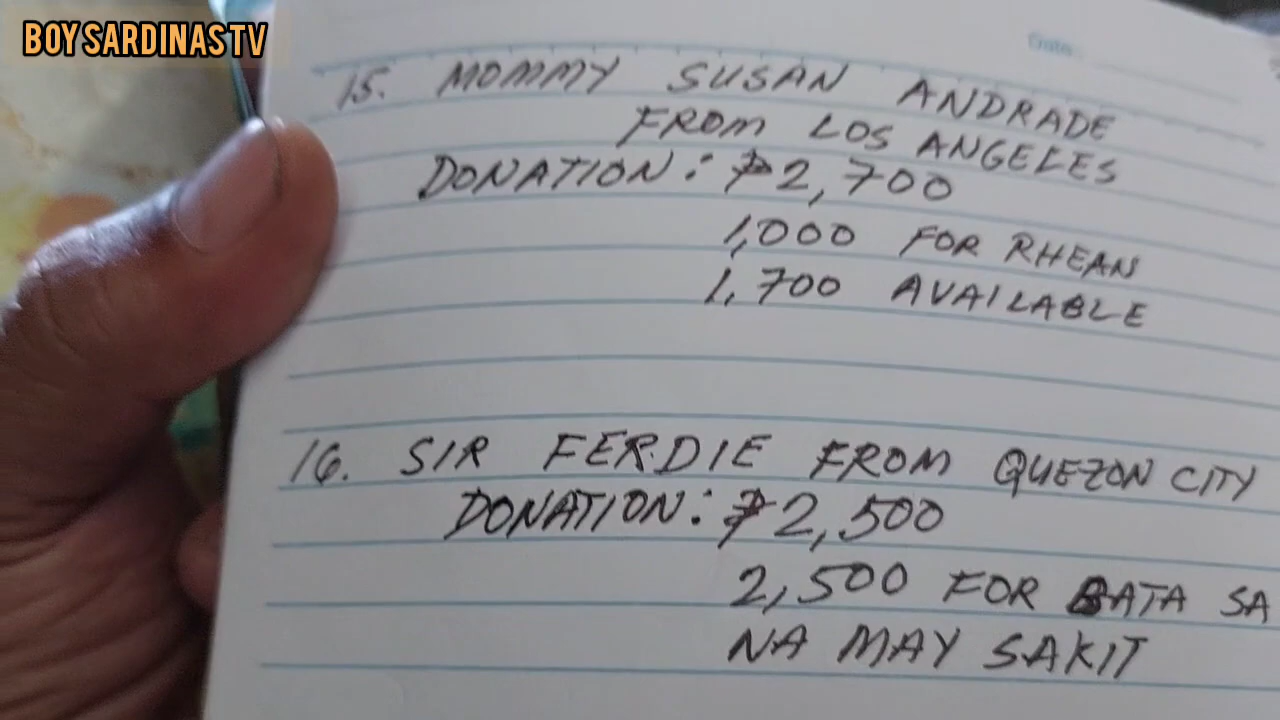 BOY SARDINAS TV
Date:
15. MOMMY SUSAN ANDRADE
FROM LOS ANGELES
DONATION: ₱2,700
1,000 FOR RHEAN
1,700 AVAILABLE
16. SIR FERDIE FROM QUEZON CITY
DONATION: ₱2,500
2,500 FOR BATA SA
NA MAY SAKIT